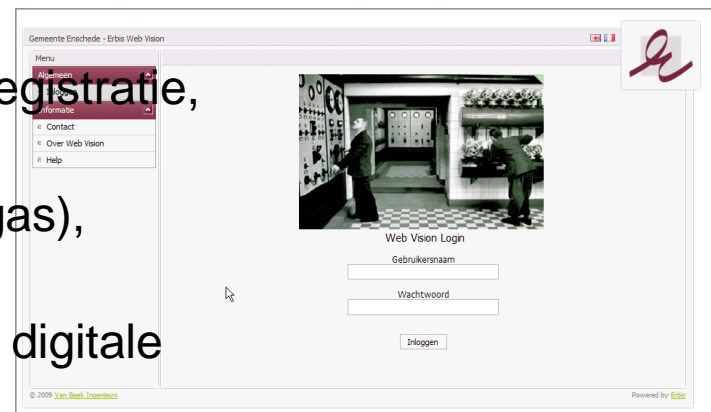 Gemeente Enschede - Erbis Web Vision
Menu
Algemeen
egistratie,
Inloggen
Informatie
Contact
Over Web Vision
Help
gas),
Web Vision Login
Gebruikersnaam
Wachtwoord
digitale
Inloggen
© 2009 Van Beek Ingenieurs
Powered by Erbis